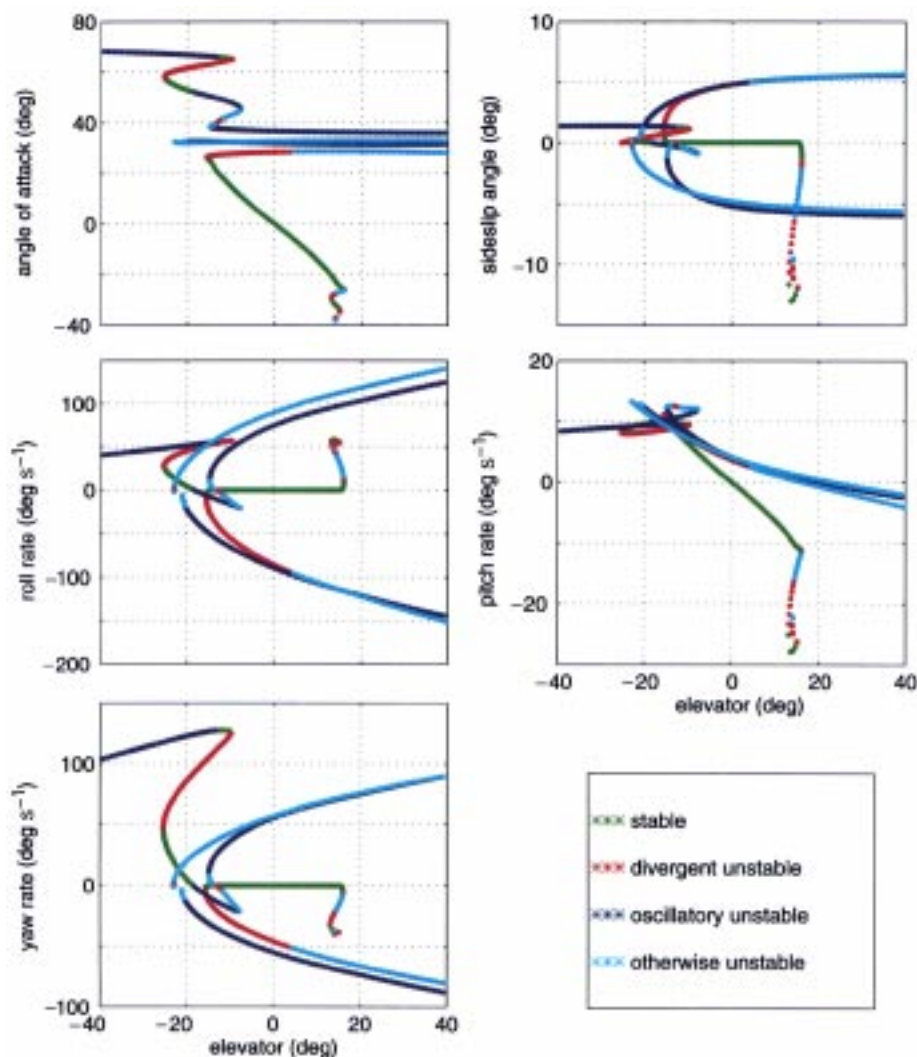 80
40
0
−40
angle of attack (deg)
10
0
−10
sideslip angle (deg)
100
0
−100
−200
roll rate (deg s⁻¹)
20
0
−20
pitch rate (deg s⁻¹)
−40 −20 0 20 40
elevator (deg)
100
0
−100
yaw rate (deg s⁻¹)
−40 −20 0 20 40
elevator (deg)
××× stable
××× divergent unstable
××× oscillatory unstable
××× otherwise unstable